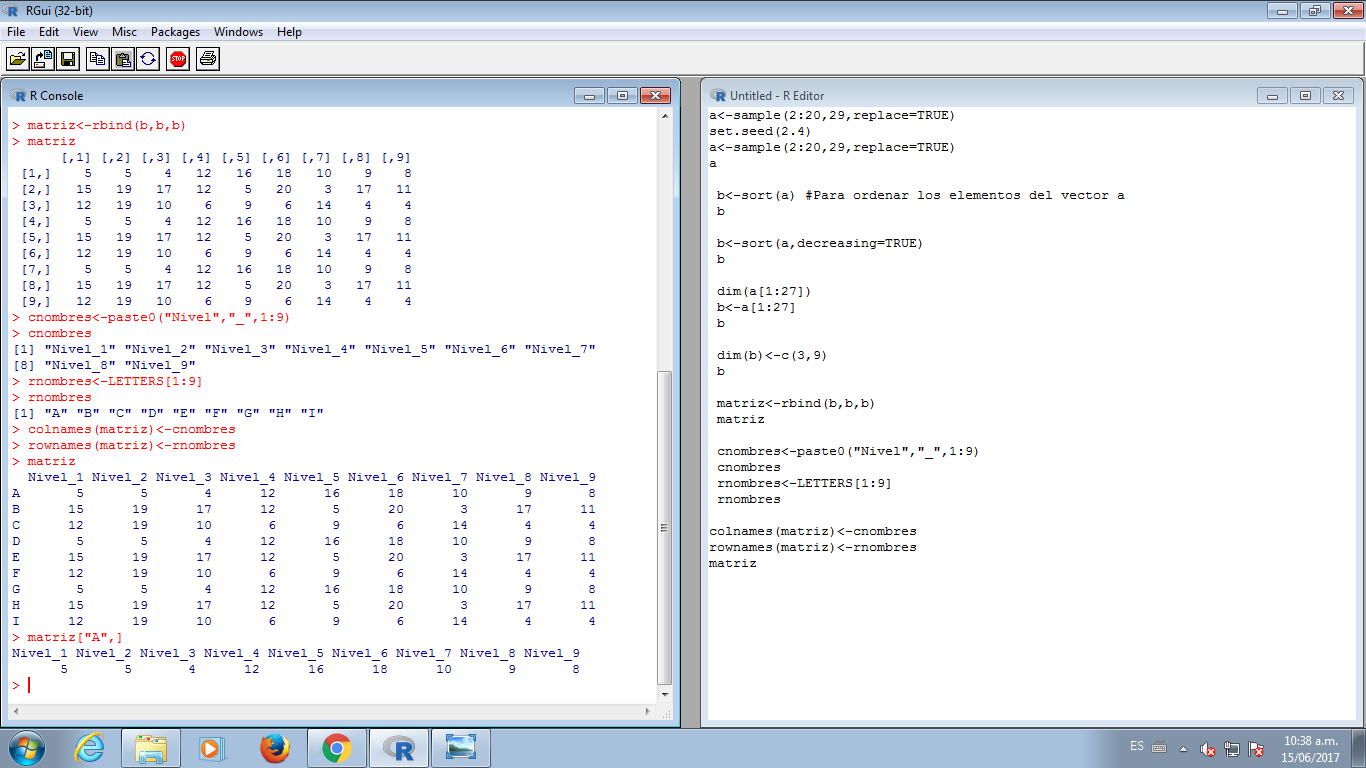 RGui (32-bit)
File Edit View Misc Packages Windows Help
STOP
R Console
> matriz<-rbind(b,b,b)
> matriz
      [,1] [,2] [,3] [,4] [,5] [,6] [,7] [,8] [,9]
 [1,]    5    5    4   12   16   18   10    9    8
 [2,]   15   19   17   12    5   20    3   17   11
 [3,]   12   19   10    6    9    6   14    4    4
 [4,]    5    5    4   12   16   18   10    9    8
 [5,]   15   19   17   12    5   20    3   17   11
 [6,]   12   19   10    6    9    6   14    4    4
 [7,]    5    5    4   12   16   18   10    9    8
 [8,]   15   19   17   12    5   20    3   17   11
 [9,]   12   19   10    6    9    6   14    4    4
> cnombres<-paste0("Nivel","_",1:9)
> cnombres
[1] "Nivel_1" "Nivel_2" "Nivel_3" "Nivel_4" "Nivel_5" "Nivel_6" "Nivel_7"
[8] "Nivel_8" "Nivel_9"
> rnombres<-LETTERS[1:9]
> rnombres
[1] "A" "B" "C" "D" "E" "F" "G" "H" "I"
> colnames(matriz)<-cnombres
> rownames(matriz)<-rnombres
> matriz
  Nivel_1 Nivel_2 Nivel_3 Nivel_4 Nivel_5 Nivel_6 Nivel_7 Nivel_8 Nivel_9
A       5       5       4      12      16      18      10       9       8
B      15      19      17      12       5      20       3      17      11
C      12      19      10       6       9       6      14       4       4
D       5       5       4      12      16      18      10       9       8
E      15      19      17      12       5      20       3      17      11
F      12      19      10       6       9       6      14       4       4
G       5       5       4      12      16      18      10       9       8
H      15      19      17      12       5      20       3      17      11
I      12      19      10       6       9       6      14       4       4
> matriz["A",]
Nivel_1 Nivel_2 Nivel_3 Nivel_4 Nivel_5 Nivel_6 Nivel_7 Nivel_8 Nivel_9
      5       5       4      12      16      18      10       9       8
>
Untitled - R Editor
a<-sample(2:20,29,replace=TRUE)
set.seed(2.4)
a<-sample(2:20,29,replace=TRUE)
a
 b<-sort(a) #Para ordenar los elementos del vector a
 b
 b<-sort(a,decreasing=TRUE)
 b
 dim(a[1:27])
 b<-a[1:27]
 b
 dim(b)<-c(3,9)
 b
 matriz<-rbind(b,b,b)
 matriz
 cnombres<-paste0("Nivel","_",1:9)
 cnombres
 rnombres<-LETTERS[1:9]
 rnombres
colnames(matriz)<-cnombres
rownames(matriz)<-rnombres
matriz
ES
10:38 a.m.
15/06/2017